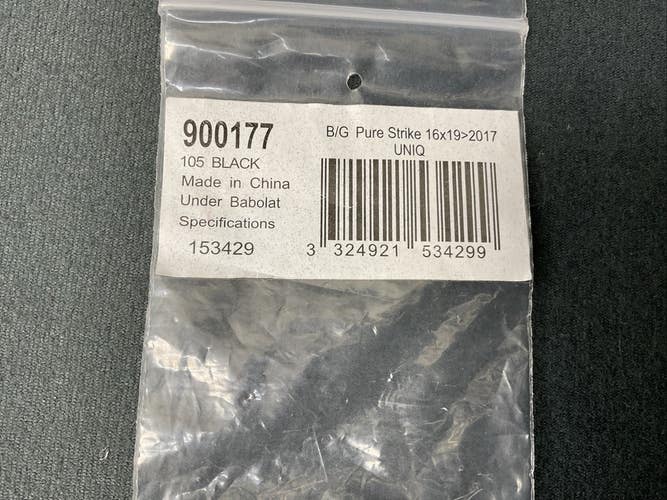 900177
105 BLACK
Made in China
Under Babolat
Specifications
153429
B/G Pure Strike 16x19>2017
UNIQ
3 324921 534299